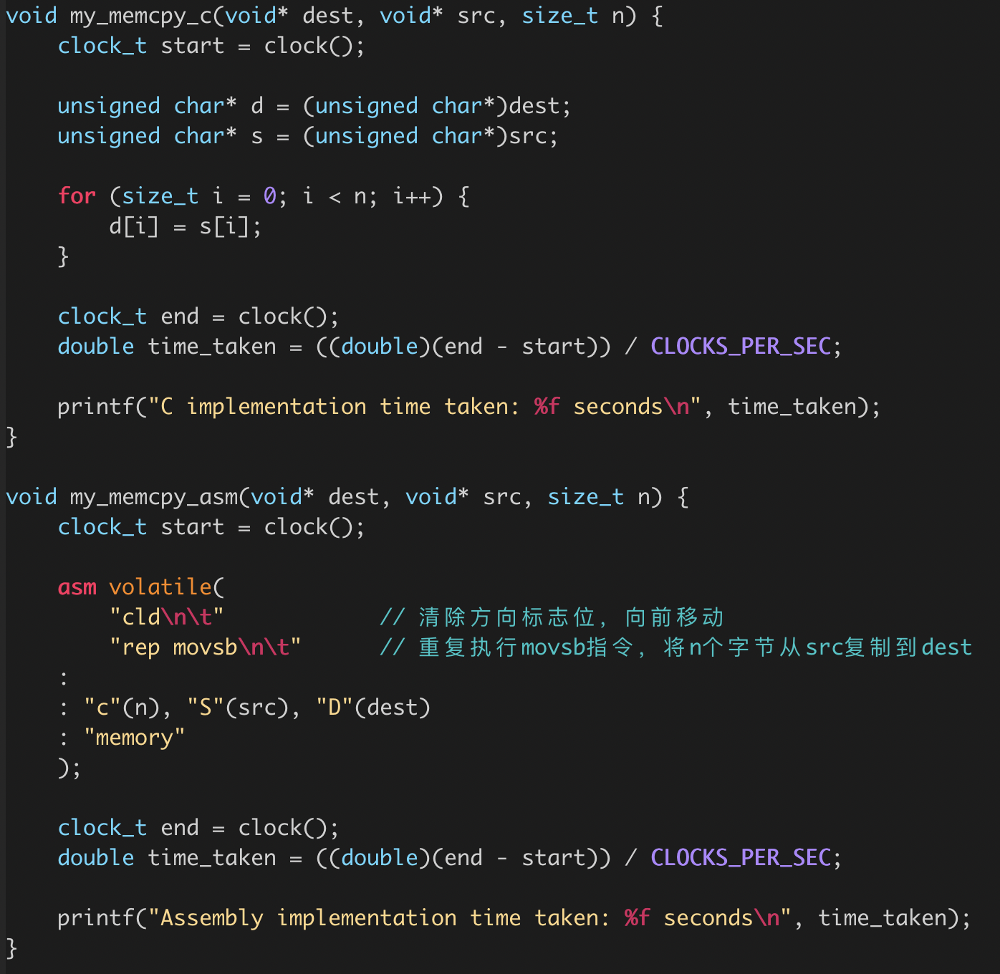 void my_memcpy_c(void* dest, void* src, size_t n) {
    clock_t start = clock();

    unsigned char* d = (unsigned char*)dest;
    unsigned char* s = (unsigned char*)src;

    for (size_t i = 0; i < n; i++) {
        d[i] = s[i];
    }

    clock_t end = clock();
    double time_taken = ((double)(end - start)) / CLOCKS_PER_SEC;

    printf("C implementation time taken: %f seconds\n", time_taken);
}

void my_memcpy_asm(void* dest, void* src, size_t n) {
    clock_t start = clock();

    asm volatile(
        "cld\n\t"            // 清除方向标志位，向前移动
        "rep movsb\n\t"      // 重复执行movsb指令，将n个字节从src复制到dest
    :
    : "c"(n), "S"(src), "D"(dest)
    : "memory"
    );

    clock_t end = clock();
    double time_taken = ((double)(end - start)) / CLOCKS_PER_SEC;

    printf("Assembly implementation time taken: %f seconds\n", time_taken);
}